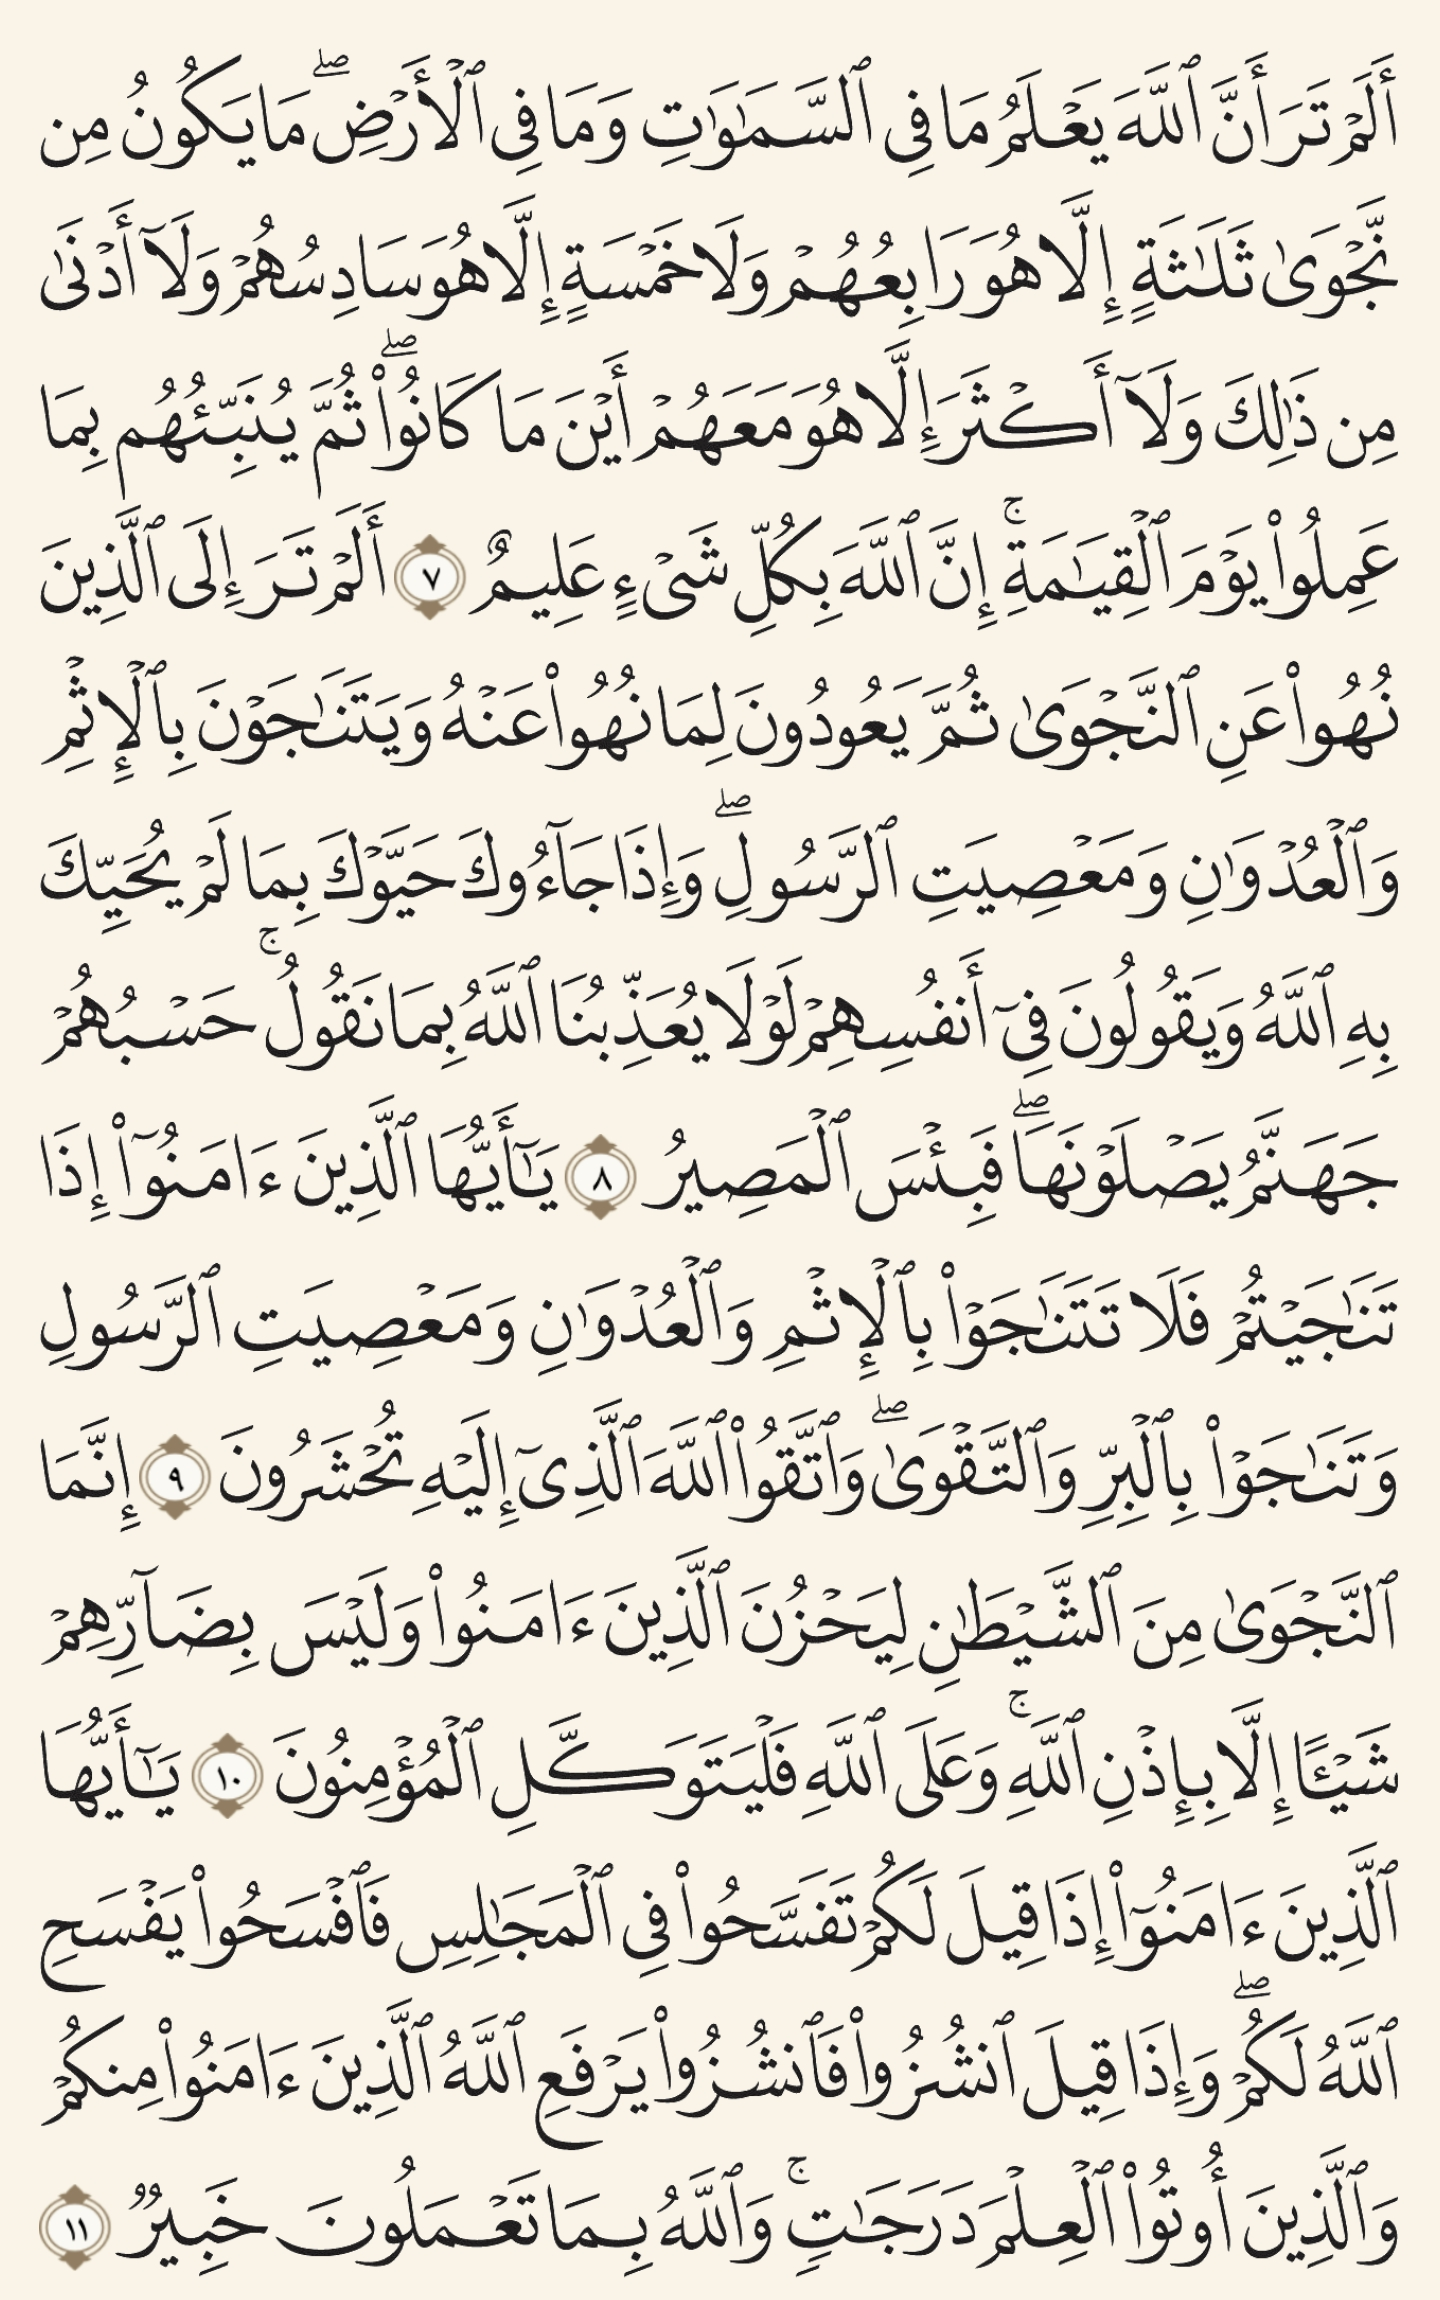 أَلَمْ تَرَ أَنَّ ٱللَّهَ يَعْلَمُ مَا فِى ٱلسَّمَٰوَٰتِ وَمَا فِى ٱلْأَرْضِ ۖ مَا يَكُونُ مِن
نَّجْوَىٰ ثَلَٰثَةٍ إِلَّا هُوَ رَابِعُهُمْ وَلَا خَمْسَةٍ إِلَّا هُوَ سَادِسُهُمْ وَلَآ أَدْنَىٰ
مِن ذَٰلِكَ وَلَآ أَكْثَرَ إِلَّا هُوَ مَعَهُمْ أَيْنَ مَا كَانُوا۟ ۖ ثُمَّ يُنَبِّئُهُم بِمَا
عَمِلُوا۟ يَوْمَ ٱلْقِيَٰمَةِ ۚ إِنَّ ٱللَّهَ بِكُلِّ شَىْءٍ عَلِيمٌ ٧ أَلَمْ تَرَ إِلَى ٱلَّذِينَ
نُهُوا۟ عَنِ ٱلنَّجْوَىٰ ثُمَّ يَعُودُونَ لِمَا نُهُوا۟ عَنْهُ وَيَتَنَٰجَوْنَ بِٱلْإِثْمِ
وَٱلْعُدْوَٰنِ وَمَعْصِيَتِ ٱلرَّسُولِ ۖ وَإِذَا جَآءُوكَ حَيَّوْكَ بِمَا لَمْ يُحَيِّكَ
بِهِ ٱللَّهُ وَيَقُولُونَ فِىٓ أَنفُسِهِمْ لَوْلَا يُعَذِّبُنَا ٱللَّهُ بِمَا نَقُولُ ۚ حَسْبُهُمْ
جَهَنَّمُ يَصْلَوْنَهَا ۖ فَبِئْسَ ٱلْمَصِيرُ ٨ يَٰٓأَيُّهَا ٱلَّذِينَ ءَامَنُوٓا۟ إِذَا
تَنَٰجَيْتُمْ فَلَا تَتَنَٰجَوْا۟ بِٱلْإِثْمِ وَٱلْعُدْوَٰنِ وَمَعْصِيَتِ ٱلرَّسُولِ
وَتَنَٰجَوْا۟ بِٱلْبِرِّ وَٱلتَّقْوَىٰ ۖ وَٱتَّقُوا۟ ٱللَّهَ ٱلَّذِىٓ إِلَيْهِ تُحْشَرُونَ ٩ إِنَّمَا
ٱلنَّجْوَىٰ مِنَ ٱلشَّيْطَٰنِ لِيَحْزُنَ ٱلَّذِينَ ءَامَنُوا۟ وَلَيْسَ بِضَآرِّهِمْ
شَيْـًٔا إِلَّا بِإِذْنِ ٱللَّهِ ۚ وَعَلَى ٱللَّهِ فَلْيَتَوَكَّلِ ٱلْمُؤْمِنُونَ ١٠ يَٰٓأَيُّهَا
ٱلَّذِينَ ءَامَنُوٓا۟ إِذَا قِيلَ لَكُمْ تَفَسَّحُوا۟ فِى ٱلْمَجَٰلِسِ فَٱفْسَحُوا۟ يَفْسَحِ
ٱللَّهُ لَكُمْ ۖ وَإِذَا قِيلَ ٱنشُزُوا۟ فَٱنشُزُوا۟ يَرْفَعِ ٱللَّهُ ٱلَّذِينَ ءَامَنُوا۟ مِنكُمْ
وَٱلَّذِينَ أُوتُوا۟ ٱلْعِلْمَ دَرَجَٰتٍ ۚ وَٱللَّهُ بِمَا تَعْمَلُونَ خَبِيرٌ ١١